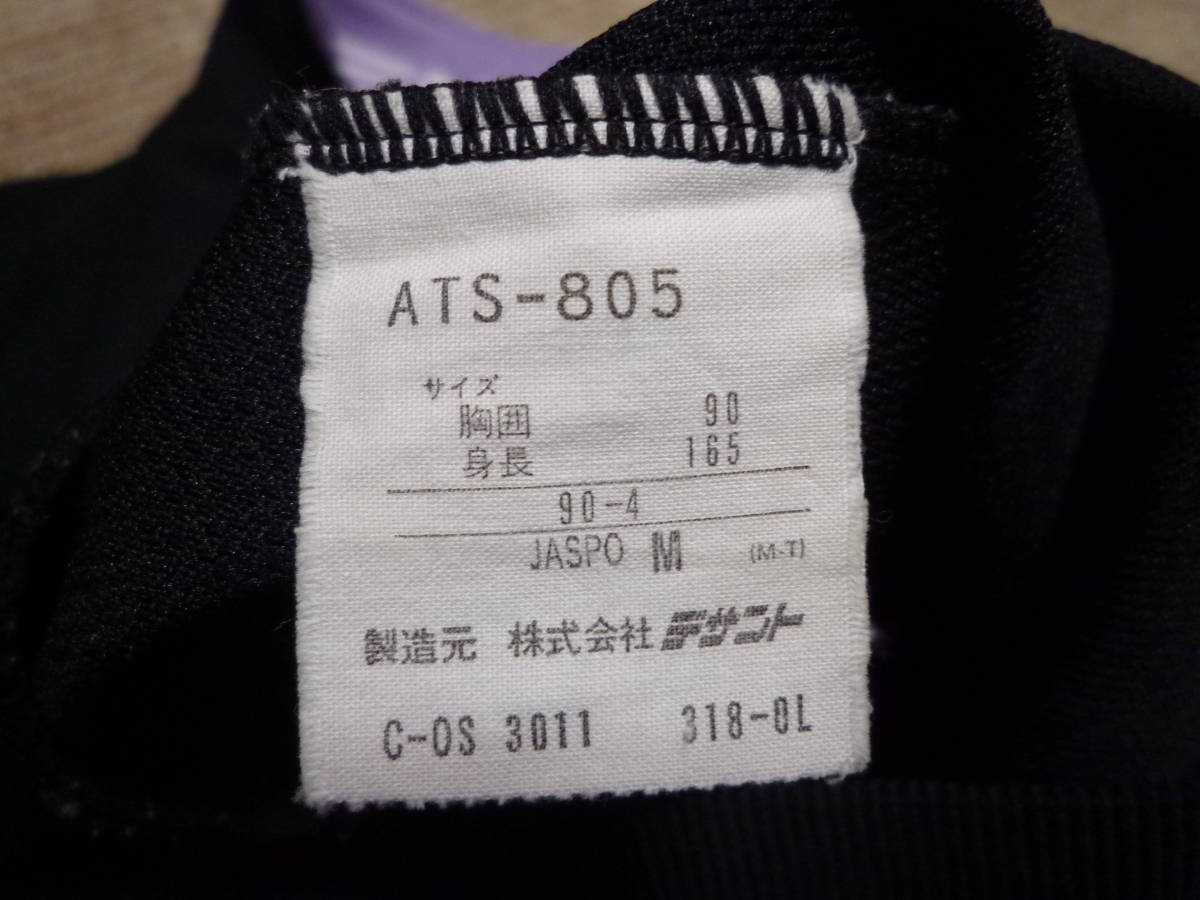 ATS-805
サイズ
胸囲 90
身長 165
90-4
JASPO M (M-T)
製造元 株式会社デサント
C-OS 3011 318-0L